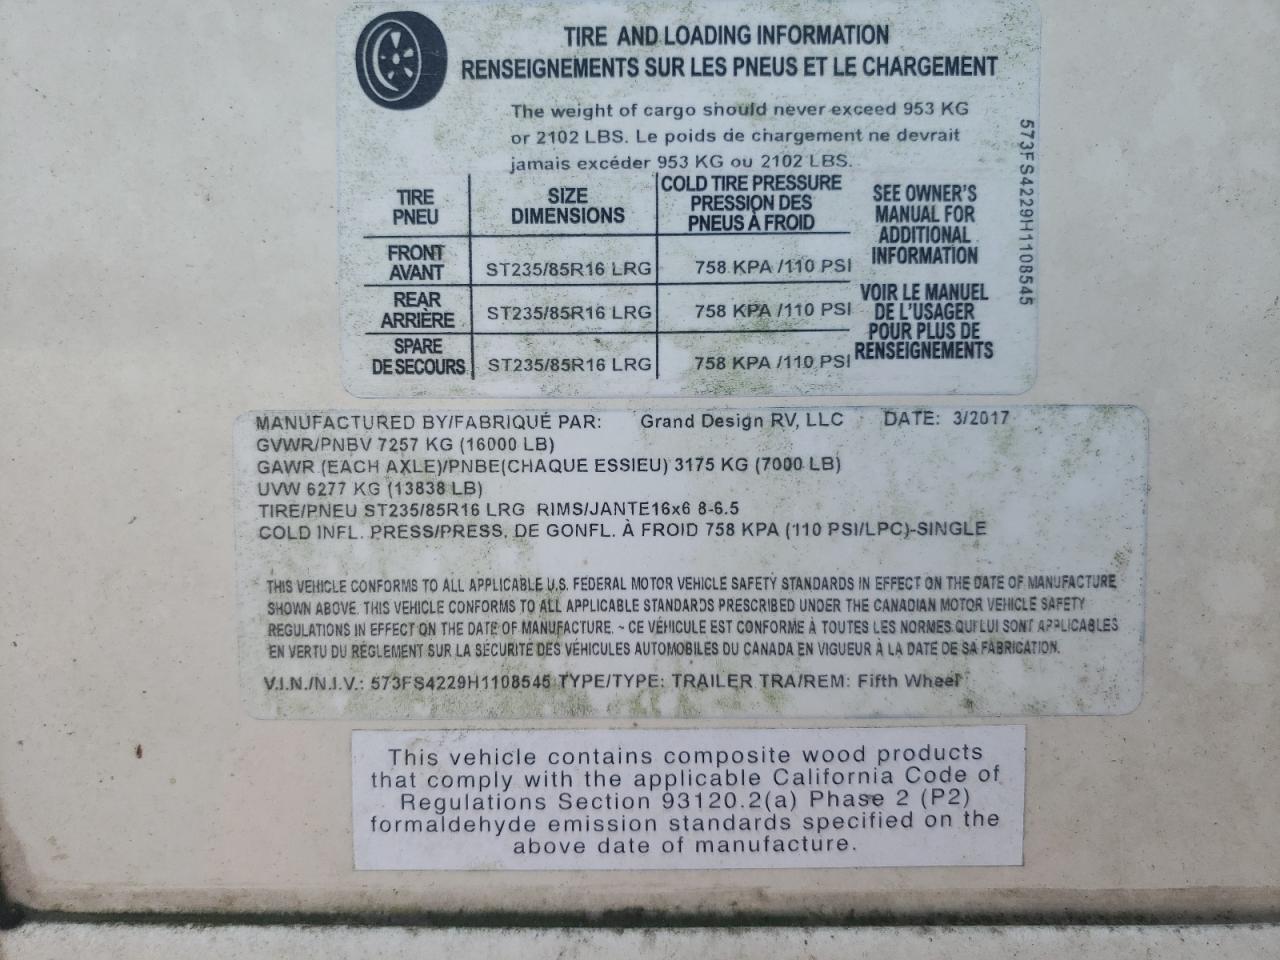 TIRE AND LOADING INFORMATION
RENSEIGNEMENTS SUR LES PNEUS ET LE CHARGEMENT
The weight of cargo should never exceed 953 KG
or 2102 LBS. Le poids de chargement ne devrait
jamais excéder 953 KG ou 2102 LBS.
TIRE
PNEU
SIZE
DIMENSIONS
COLD TIRE PRESSURE
PRESSION DES
PNEUS À FROID
FRONT
AVANT
ST235/85R16 LRG
758 KPA /110 PSI
REAR
ARRIÈRE
ST235/85R16 LRG
758 KPA /110 PSI
SPARE
DE SECOURS
ST235/85R16 LRG
758 KPA /110 PSI
SEE OWNER'S
MANUAL FOR
ADDITIONAL
INFORMATION
VOIR LE MANUEL
DE L'USAGER
POUR PLUS DE
RENSEIGNEMENTS
573FS4229H1108545
MANUFACTURED BY/FABRIQUÉ PAR: Grand Design RV, LLC DATE: 3/2017
GVWR/PNBV 7257 KG (16000 LB)
GAWR (EACH AXLE)/PNBE(CHAQUE ESSIEU) 3175 KG (7000 LB)
UVW 6277 KG (13838 LB)
TIRE/PNEU ST235/85R16 LRG RIMS/JANTE16x6 8-6.5
COLD INFL. PRESS/PRESS. DE GONFL. À FROID 758 KPA (110 PSI/LPC)-SINGLE
THIS VEHICLE CONFORMS TO ALL APPLICABLE U.S. FEDERAL MOTOR VEHICLE SAFETY STANDARDS IN EFFECT ON THE DATE OF MANUFACTURE
SHOWN ABOVE. THIS VEHICLE CONFORMS TO ALL APPLICABLE STANDARDS PRESCRIBED UNDER THE CANADIAN MOTOR VEHICLE SAFETY
REGULATIONS IN EFFECT ON THE DATE OF MANUFACTURE. ~ CE VÉHICULE EST CONFORME À TOUTES LES NORMES QUI LUI SONT APPLICABLES
EN VERTU DU RÈGLEMENT SUR LA SÉCURITÉ DES VÉHICULES AUTOMOBILES DU CANADA EN VIGUEUR À LA DATE DE SA FABRICATION.
V.I.N./N.I.V.: 573FS4229H1108545 TYPE/TYPE: TRAILER TRA/REM: Fifth Wheel
This vehicle contains composite wood products
that comply with the applicable California Code of
Regulations Section 93120.2(a) Phase 2 (P2)
formaldehyde emission standards specified on the
above date of manufacture.